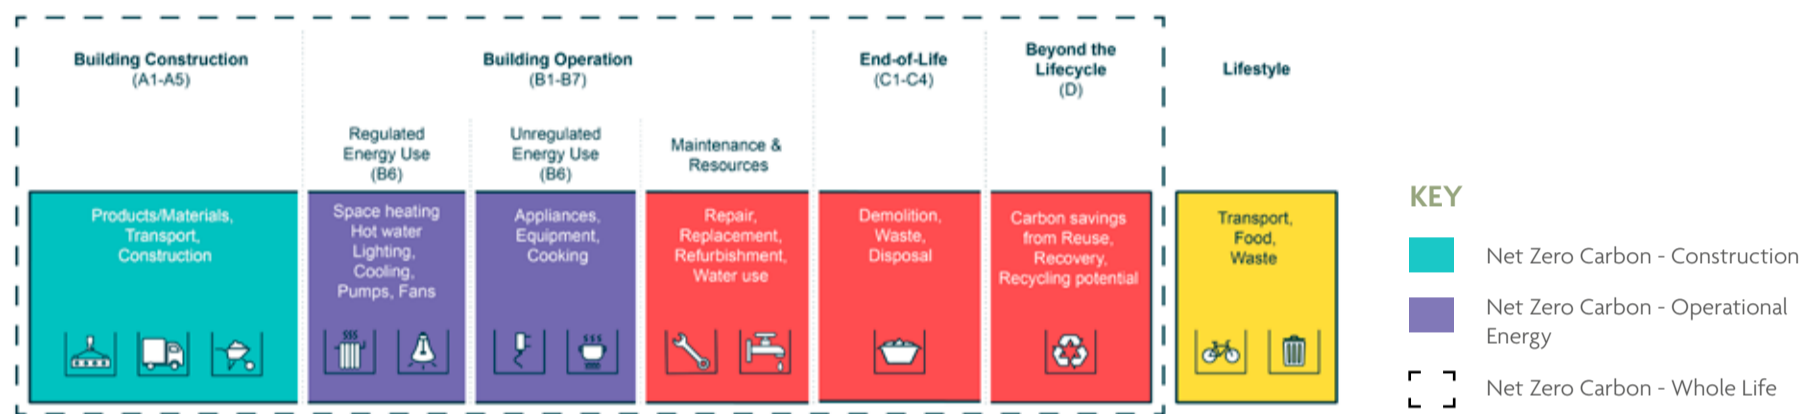 Building Construction
(A1-A5)
Building Operation
(B1-B7)
End-of-Life
(C1-C4)
Beyond the
Lifecycle
(D)
Lifestyle
Regulated
Energy Use
(B6)
Unregulated
Energy Use
(B6)
Maintenance &
Resources
Products/Materials,
Transport,
Construction
Space heating
Hot water
Lighting,
Cooling,
Pumps, Fans
Appliances,
Equipment,
Cooking
Repair,
Replacement,
Refurbishment,
Water use
Demolition,
Waste,
Disposal
Carbon savings
from Reuse,
Recovery,
Recycling potential
Transport,
Food,
Waste
KEY
Net Zero Carbon - Construction
Net Zero Carbon - Operational
Energy
Net Zero Carbon - Whole Life